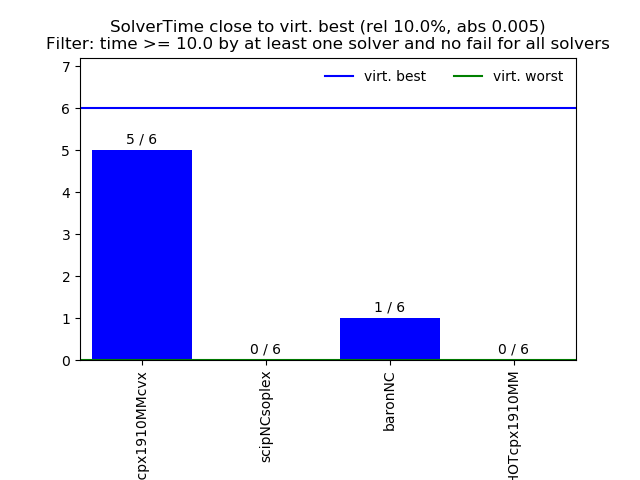 SolverTime close to virt. best (rel 10.0%, abs 0.005)
Filter: time >= 10.0 by at least one solver and no fail for all solvers
virt. best
virt. worst
7
6
5
4
3
2
1
0
5 / 6
0 / 6
1 / 6
0 / 6
cpx1910MMcvx
scipNCsoplex
baronNC
HOTcpx1910MM